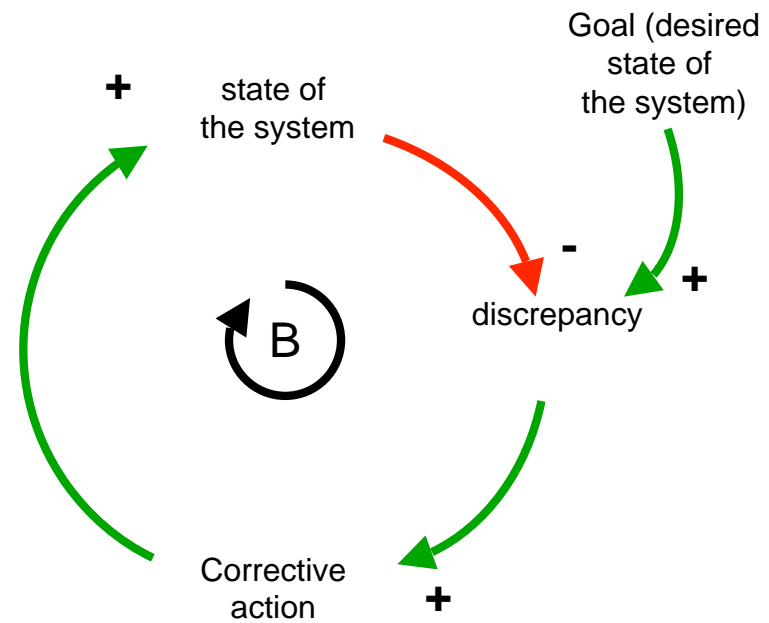 Goal (desired
state of
the system)
+
state of
the system
-
+
discrepancy
B
Corrective
action
+